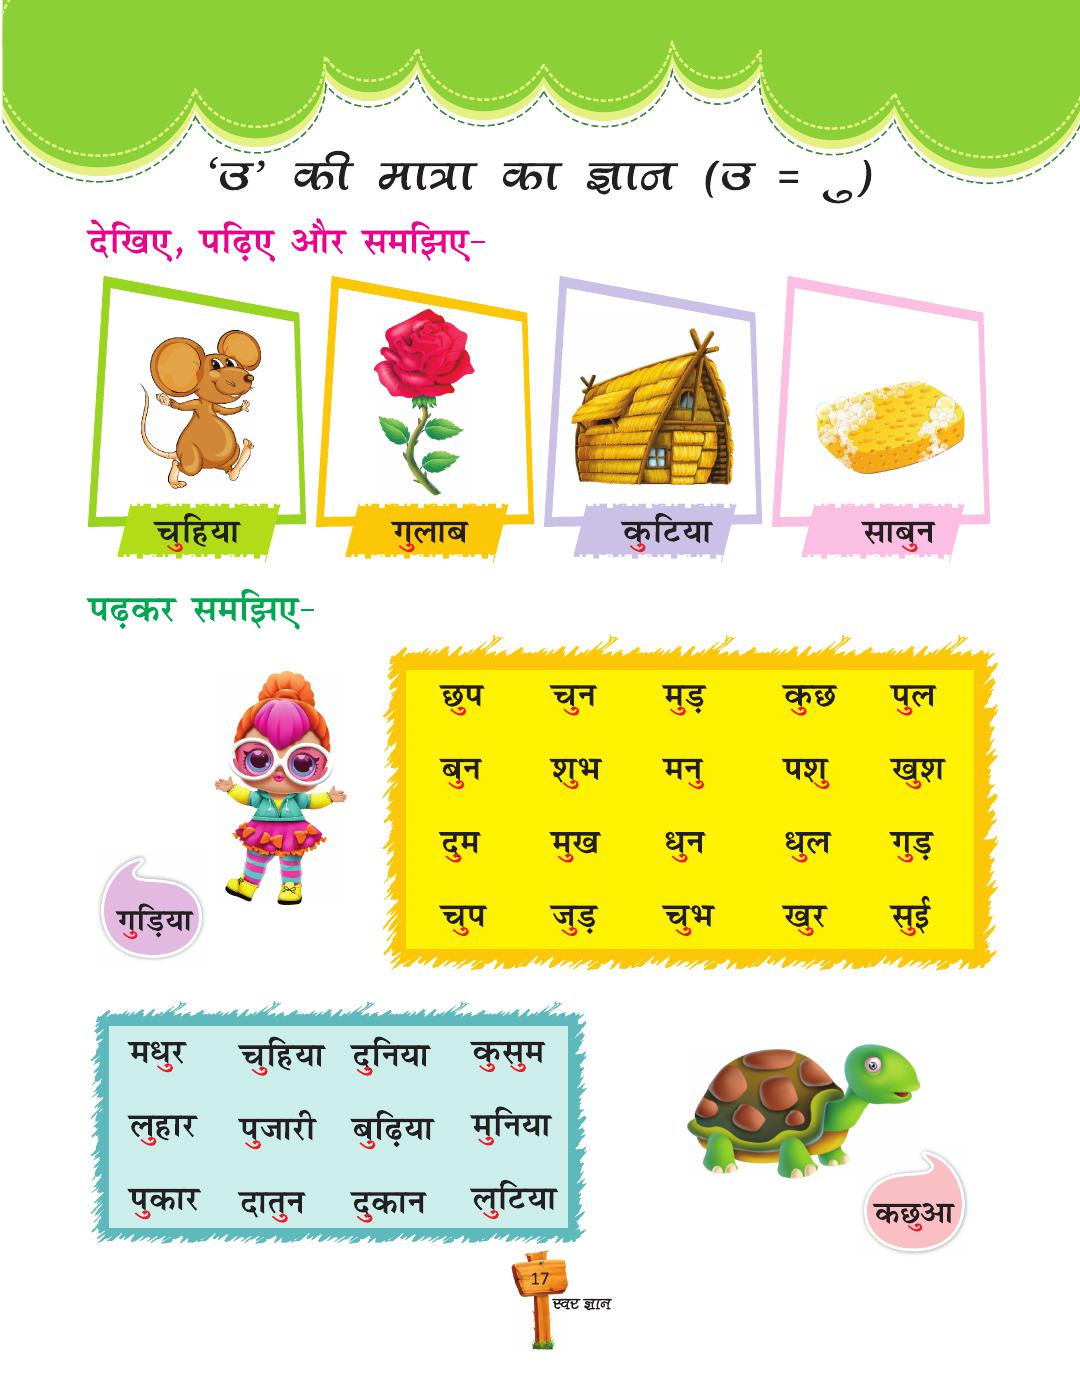 ‘उ’ की मात्रा का ज्ञान (उ = ु)
देखिए, पढ़िए और समझिए-
चुहिया गुलाब कुटिया साबुन
पढ़कर समझिए-
छुप चुन मुड़ कुछ पुल
बुन शुभ मनु पशु खुश
दुम मुख धुन धुल गुड़
चुप जुड़ चुभ खुर सुई
गुड़िया
मधुर चुहिया दुनिया कुसुम
लुहार पुजारी बुढ़िया मुनिया
पुकार दातुन दुकान लुटिया
कछुआ
17
स्वर ज्ञान